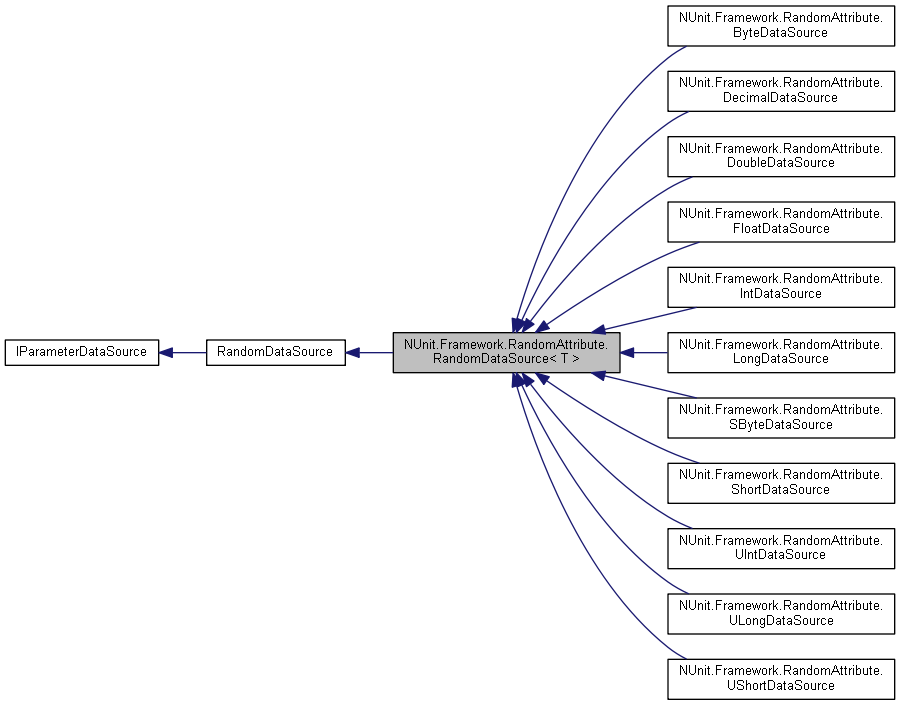 NUnit.Framework.RandomAttribute.
ByteDataSource
NUnit.Framework.RandomAttribute.
DecimalDataSource
NUnit.Framework.RandomAttribute.
DoubleDataSource
NUnit.Framework.RandomAttribute.
FloatDataSource
NUnit.Framework.RandomAttribute.
IntDataSource
IParameterDataSource
RandomDataSource
NUnit.Framework.RandomAttribute.
RandomDataSource< T >
NUnit.Framework.RandomAttribute.
LongDataSource
NUnit.Framework.RandomAttribute.
SByteDataSource
NUnit.Framework.RandomAttribute.
ShortDataSource
NUnit.Framework.RandomAttribute.
UIntDataSource
NUnit.Framework.RandomAttribute.
ULongDataSource
NUnit.Framework.RandomAttribute.
UShortDataSource